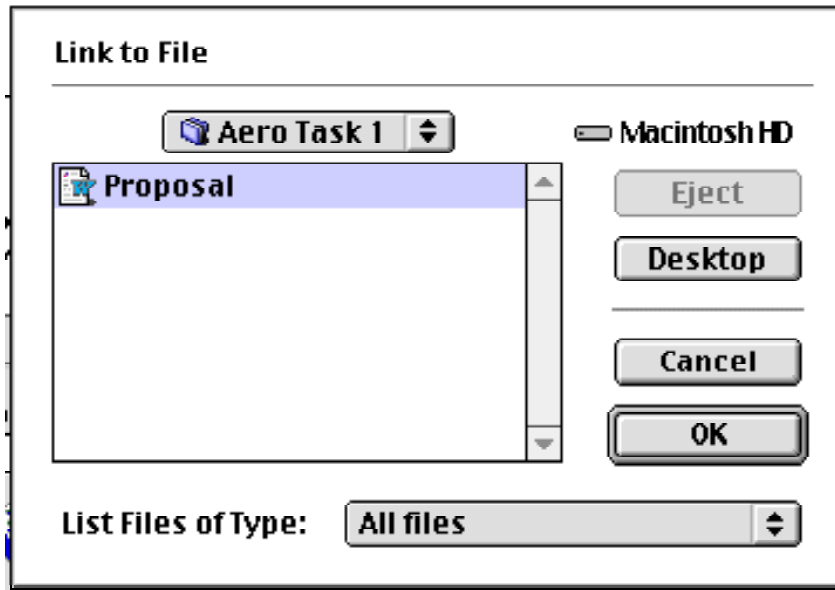 Link to File
Aero Task 1
Macintosh HD
Proposal
Eject
Desktop
Cancel
OK
List Files of Type: All files